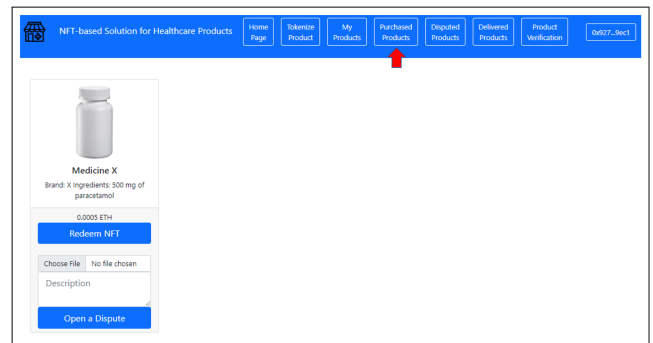 NFT-based Solution for Healthcare Products
Home
Page
Tokenize
Product
My
Products
Purchased
Products
Disputed
Products
Delivered
Products
Product
Verification
0x927...9ec1
Medicine X
Brand: X Ingredients: 500 mg of
paracetamol
0.0005 ETH
Redeem NFT
Choose File No file chosen
Description
Open a Dispute